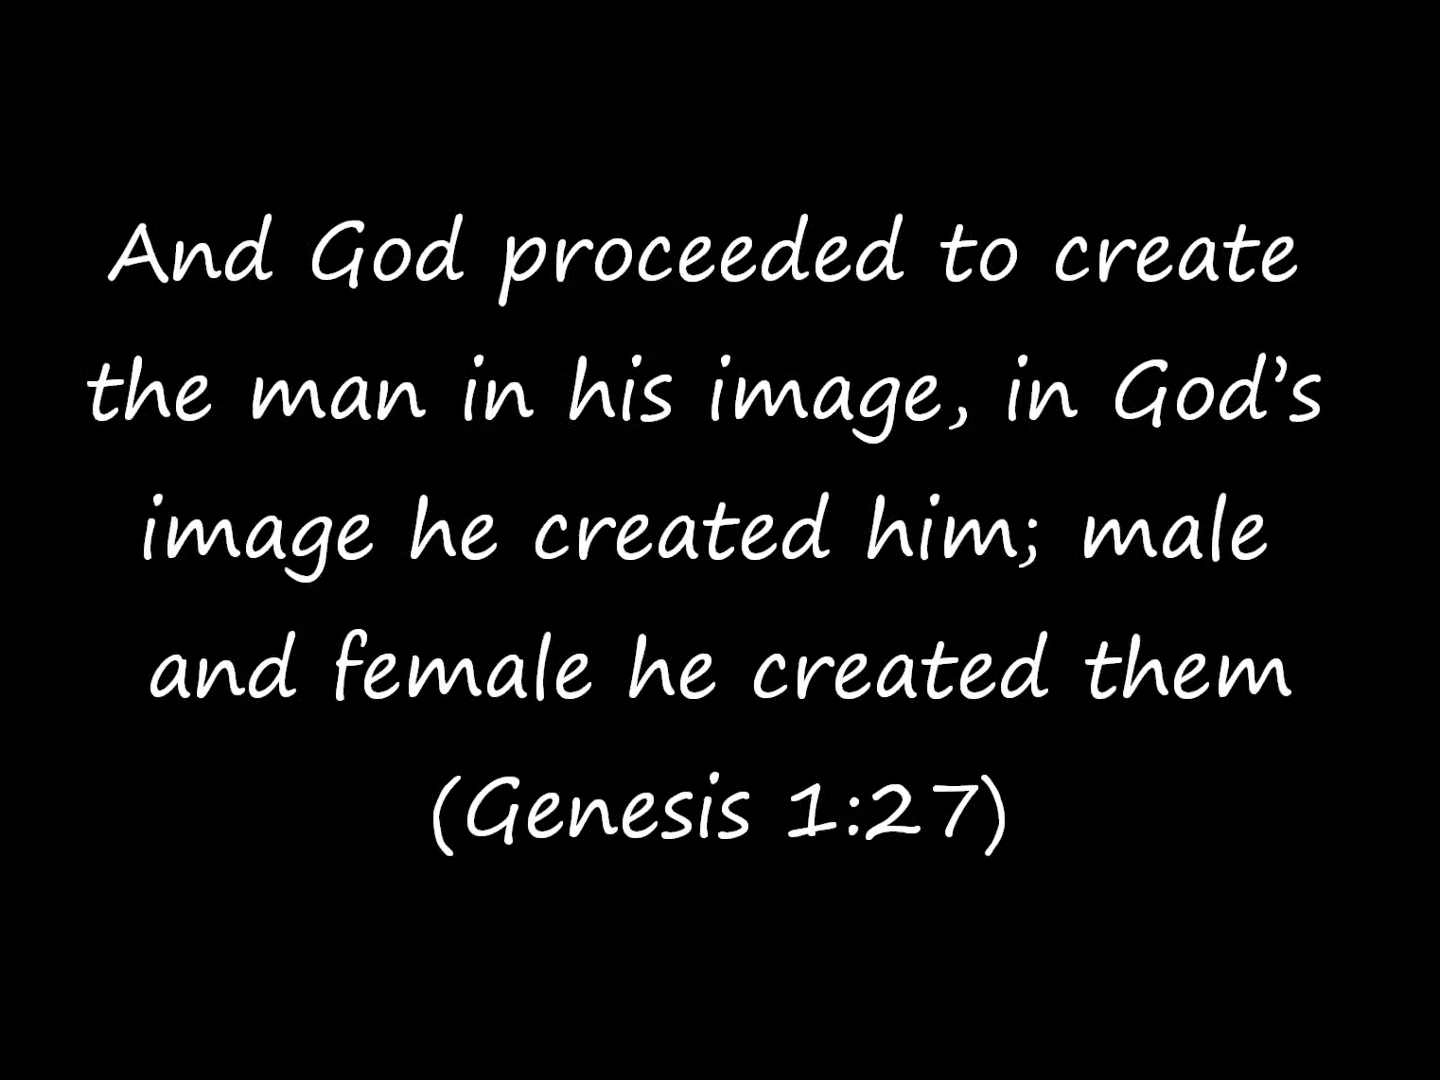 And God proceeded to create
the man in his image, in God’s
image he created him; male
and female he created them
(Genesis 1:27)